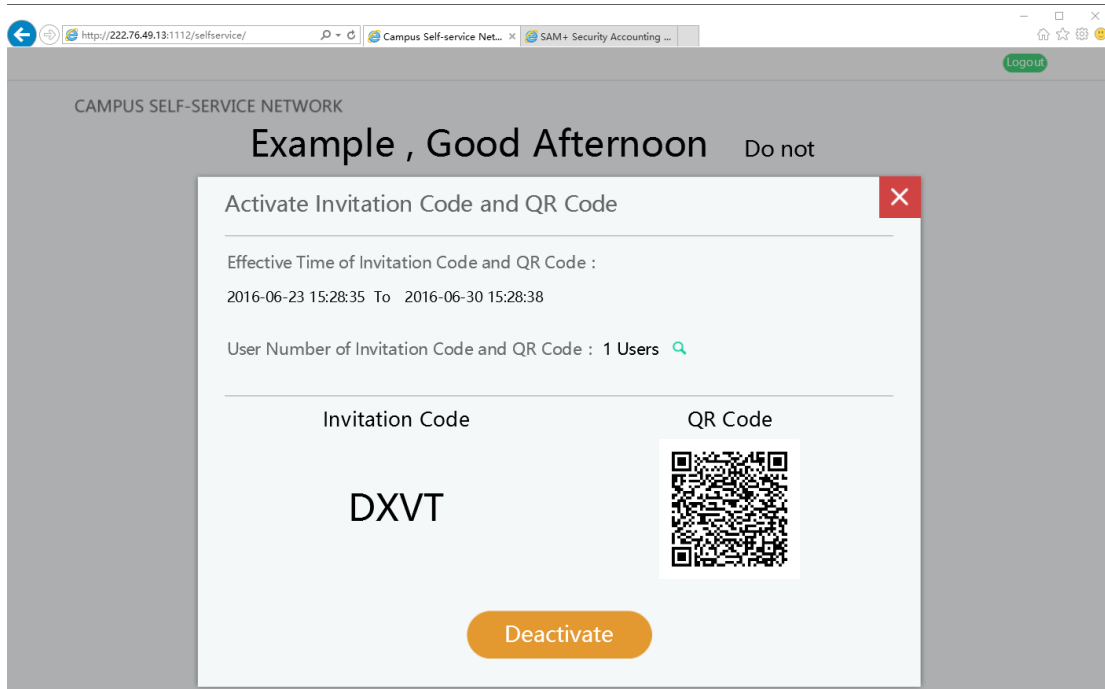 http://222.76.49.13:1112/selfservice/
Campus Self-service Net...
SAM+ Security Accounting ...
Logout
CAMPUS SELF-SERVICE NETWORK
Example , Good Afternoon Do not
Activate Invitation Code and QR Code
Effective Time of Invitation Code and QR Code :
2016-06-23 15:28:35 To 2016-06-30 15:28:38
User Number of Invitation Code and QR Code : 1 Users
Invitation Code
QR Code
DXVT
Deactivate